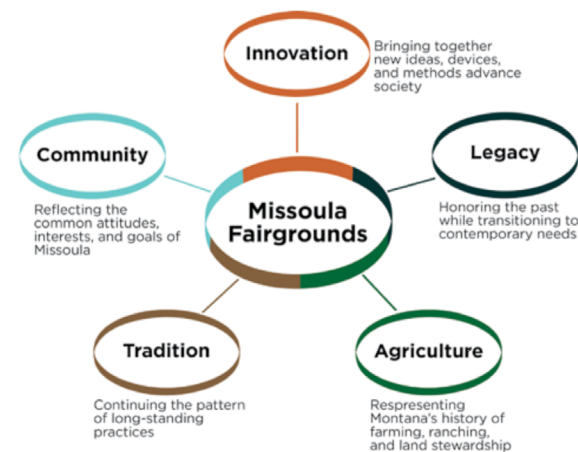 Innovation
Bringing together
new ideas, devices,
and methods advance
society
Community
Reflecting the
common attitudes,
interests, and goals of
Missoula
Legacy
Honoring the past
while transitioning to
contemporary needs
Missoula
Fairgrounds
Tradition
Continuing the pattern
of long-standing
practices
Agriculture
Respresenting
Montana's history of
farming, ranching,
and land stewardship